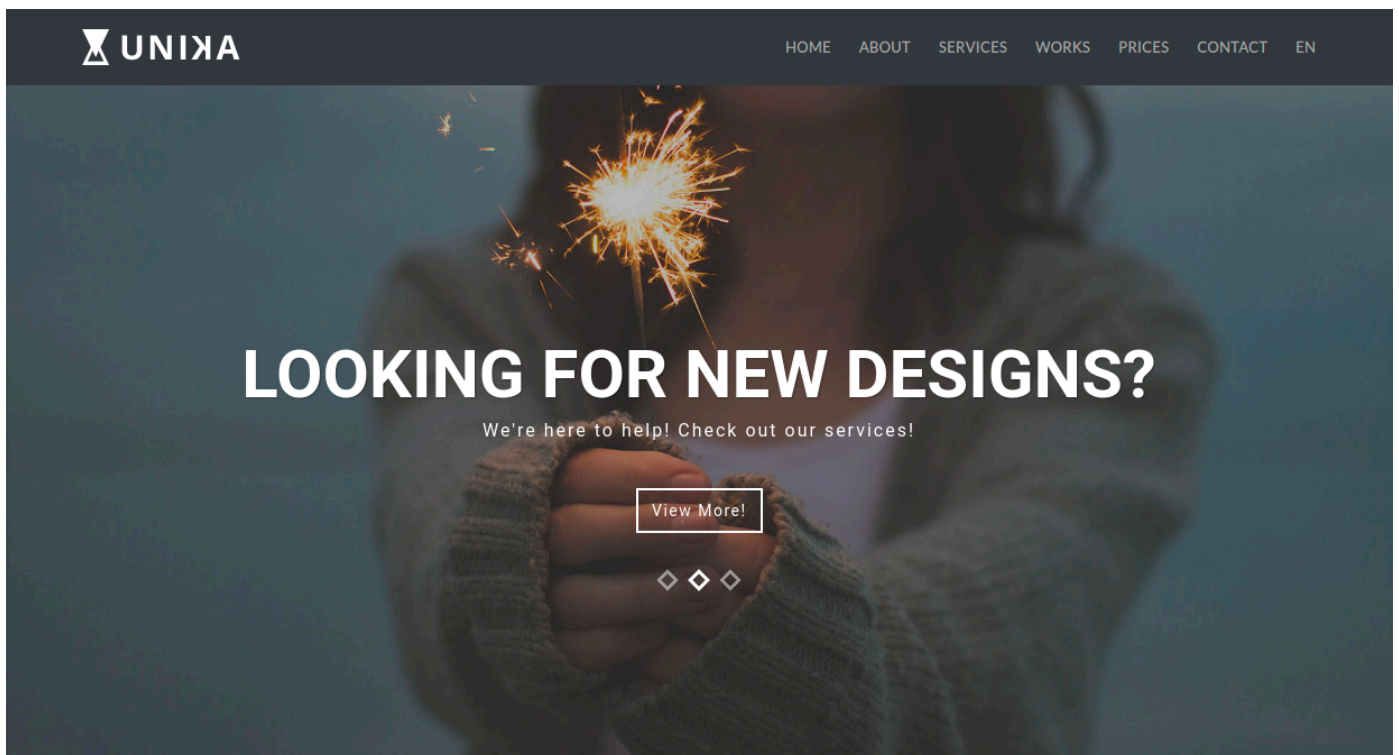 UNIKA
HOME ABOUT SERVICES WORKS PRICES CONTACT EN
LOOKING FOR NEW DESIGNS?
We're here to help! Check out our services!
View More!